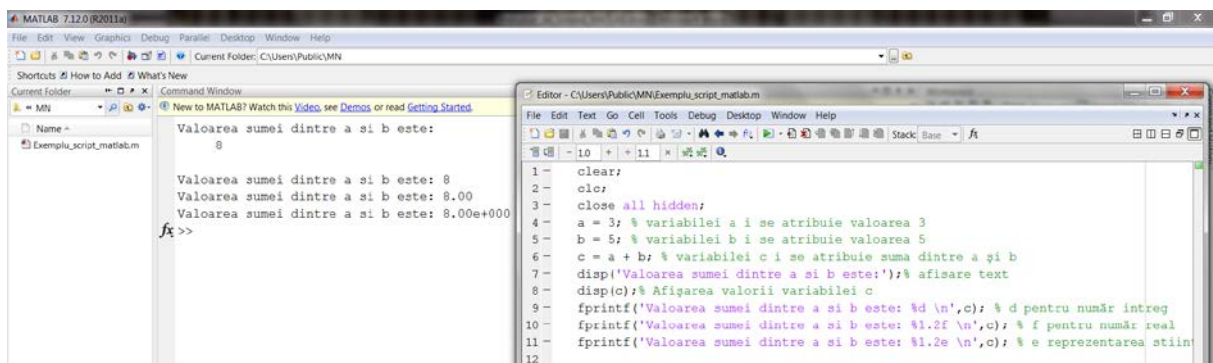 MATLAB 7.12.0 (R2011a)
File Edit View Graphics Debug Parallel Desktop Window Help
Current Folder: C:\Users\Public\MN
Shortcuts How to Add What's New
Current Folder
« MN
Name
Exemplu_script_matlab.m
Command Window
New to MATLAB? Watch this Video, see Demos, or read Getting Started.
Valoarea sumei dintre a si b este:
8
Valoarea sumei dintre a si b este: 8
Valoarea sumei dintre a si b este: 8.00
Valoarea sumei dintre a si b este: 8.00e+000
fx >>
Editor - C:\Users\Public\MN\Exemplu_script_matlab.m
File Edit Text Go Cell Tools Debug Desktop Window Help
Stack: Base fx
- 1.0 + ÷ 1.1 ×
1 - clear;
2 - clc;
3 - close all hidden;
4 - a = 3; % variabilei a i se atribuie valoarea 3
5 - b = 5; % variabilei b i se atribuie valoarea 5
6 - c = a + b; % variabilei c i se atribuie suma dintre a și b
7 - disp('Valoarea sumei dintre a si b este:');% afisare text
8 - disp(c);% Afișarea valorii variabilei c
9 - fprintf('Valoarea sumei dintre a si b este: %d \n',c); % d pentru număr intreg
10 - fprintf('Valoarea sumei dintre a si b este: %1.2f \n',c); % f pentru număr real
11 - fprintf('Valoarea sumei dintre a si b este: %1.2e \n',c); % e reprezentarea stiin
12